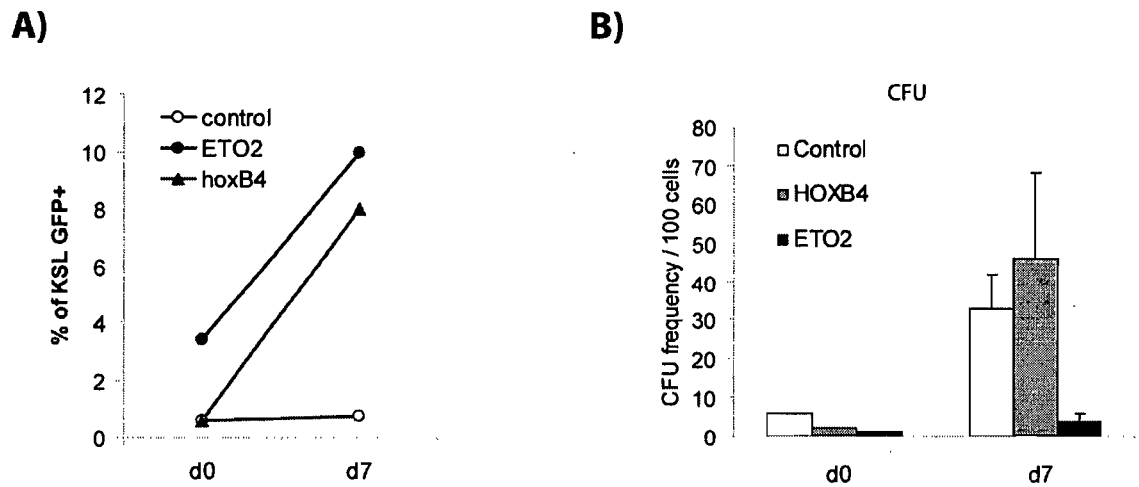 A)
12
10
8
6
4
2
0
% of KSL GFP+
control
ETO2
hoxB4
d0 d7
B)
CFU
80
70
60
50
40
30
20
10
0
CFU frequency / 100 cells
Control
HOXB4
ETO2
d0 d7